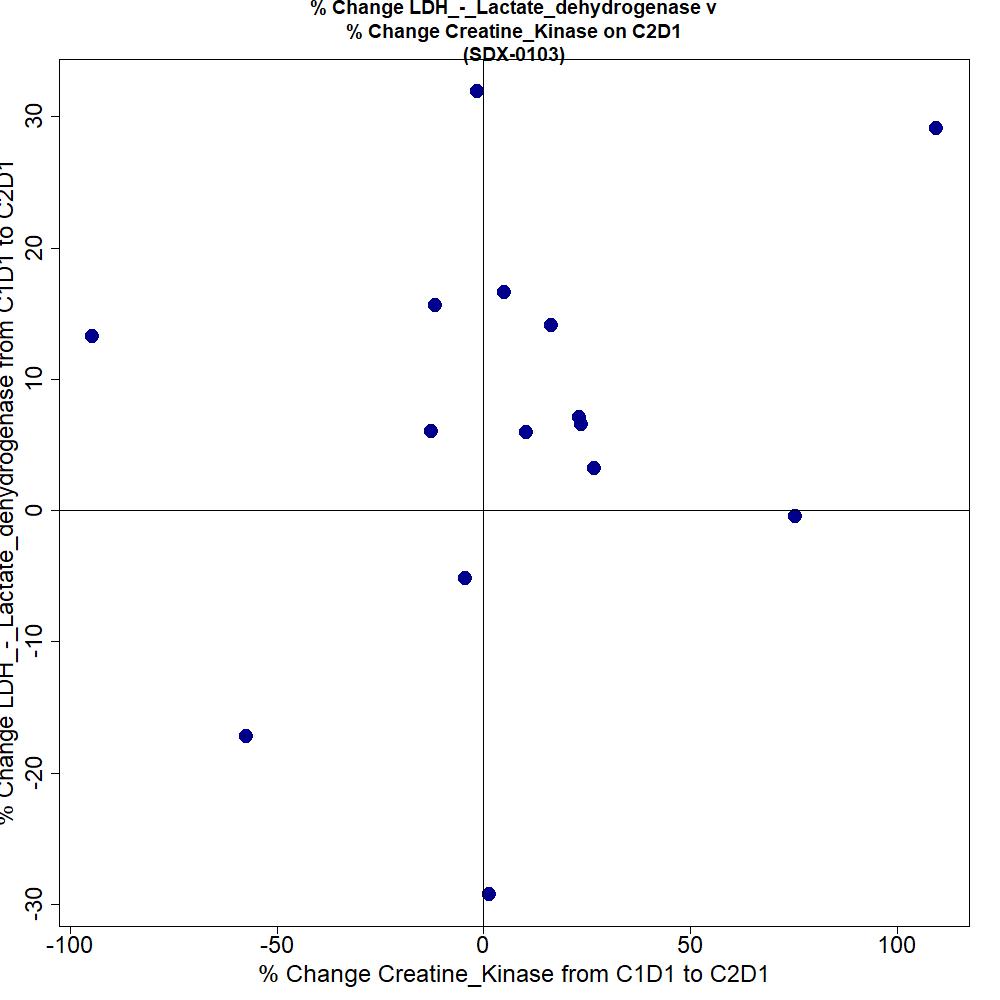 % Change LDH_-_Lactate_dehydrogenase v
% Change Creatine_Kinase on C2D1
(SDX-0103)
% Change LDH_-_Lactate_dehydrogenase from C1D1 to C2D1
30
20
10
0
-10
-20
-30
-100
-50
0
50
100
% Change Creatine_Kinase from C1D1 to C2D1